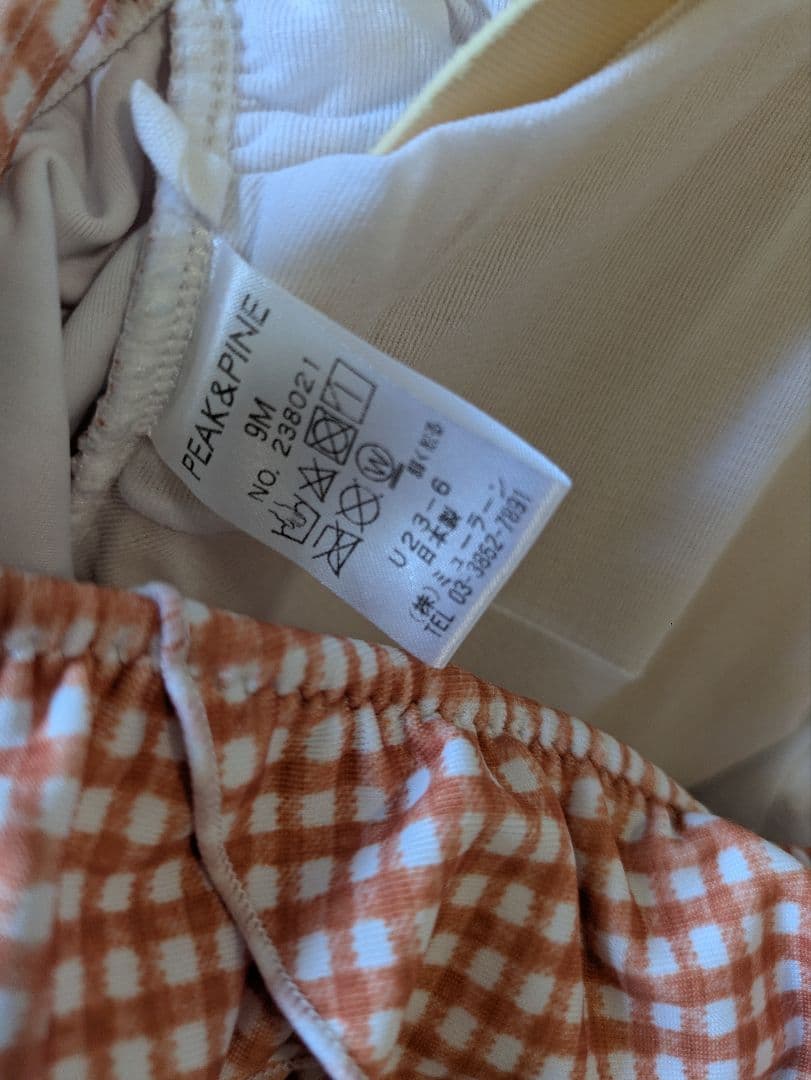 PEAK&PINE
9M
NO. 238021
W
弱く絞る
U23-6
日本製
(株)ミューラーン
TEL 03-3852-7891